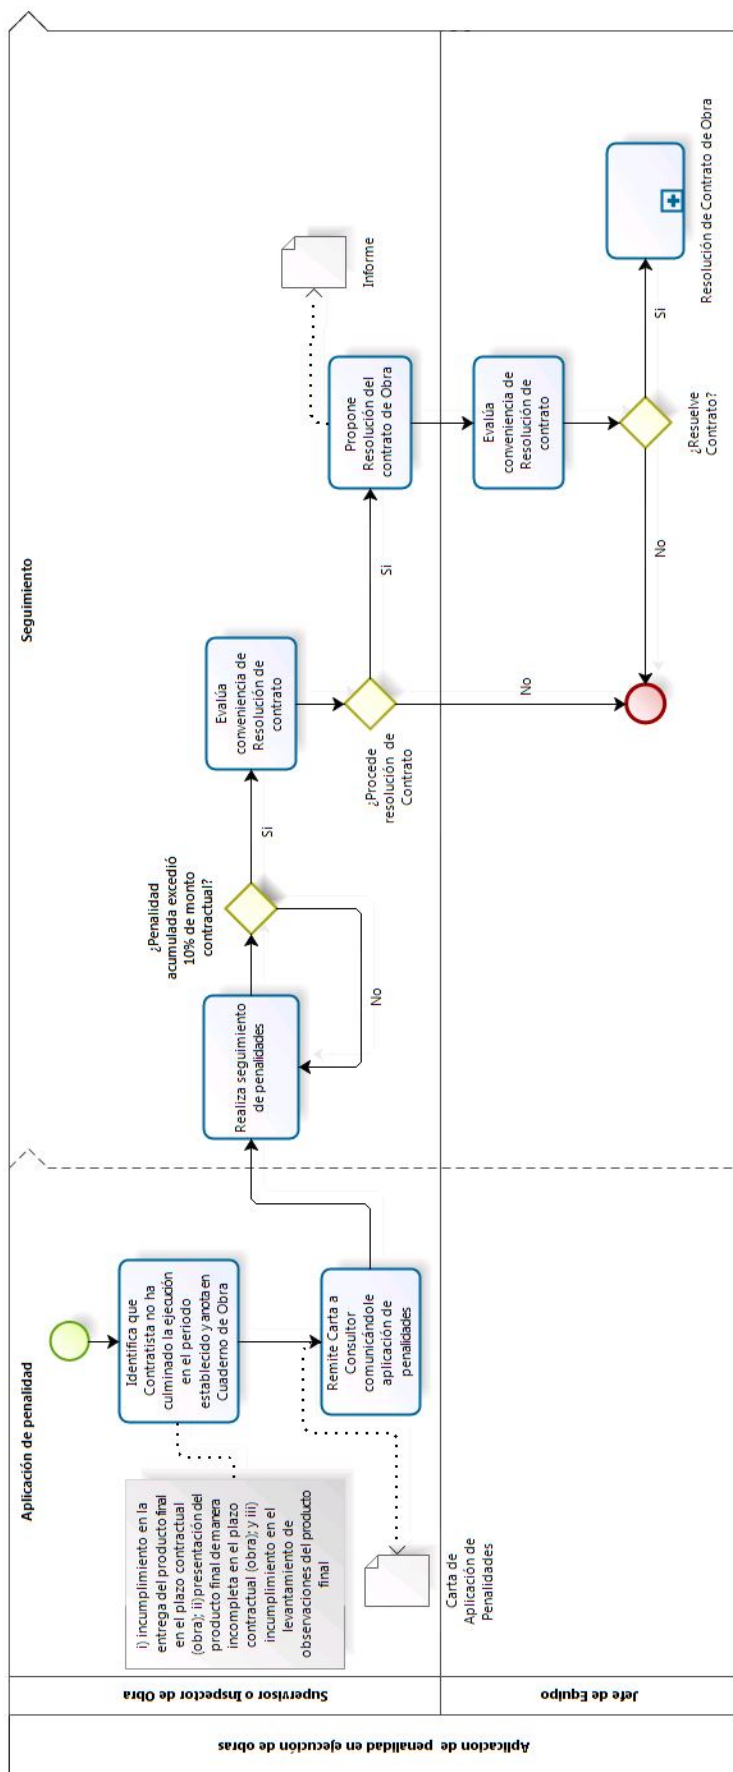 Aplicacion de penalidad en ejecución de obras
Supervisor o Inspector de Obra
Jefe de Equipo
Aplicación de penalidad
Seguimiento
Identifica que
Contratista no ha
culminado la ejecución
en el periodo
establecido y anota en
Cuaderno de Obra
i) incumplimiento en la
entrega del producto final
en el plazo contractual
(obra); ii)presentación del
producto final de manera
incompleta en el plazo
contractual (obra); y iii)
incumplimiento en el
levantamiento de
observaciones del producto
final
Remite Carta a
Consultor
comunicándole
aplicación de
penalidades
Carta de
Aplicación de
Penalidades
Realiza seguimiento
de penalidades
¿Penalidad
acumulada excedió
10% de monto
contractual?
No
Si
Evalúa
conveniencia de
Resolución de
contrato
¿Procede
resolución de
Contrato
No
Si
Propone
Resolución del
contrato de Obra
Informe
Evalúa
conveniencia de
Resolución de
contrato
¿Resuelve
Contrato?
No
Si
Resolución de Contrato de Obra